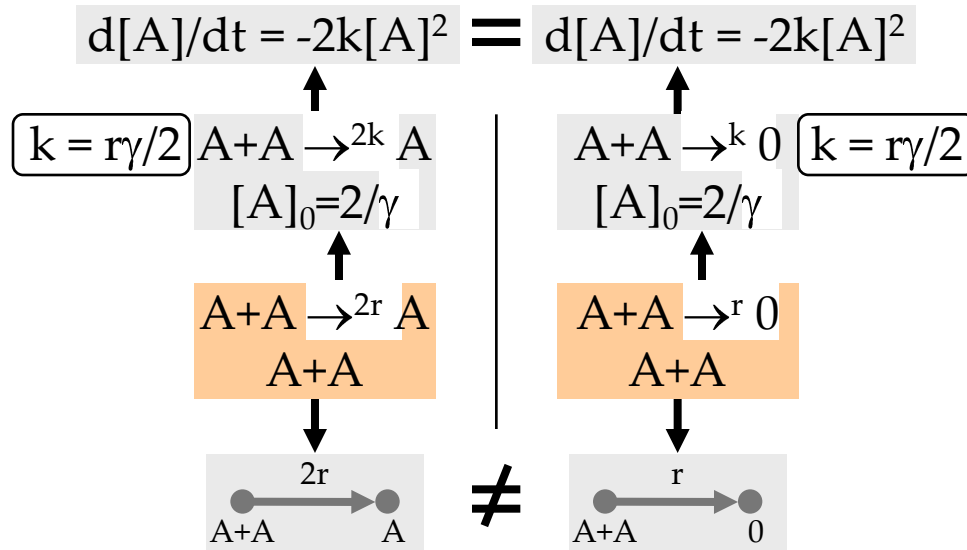 d[A]/dt = -2k[A]² = d[A]/dt = -2k[A]²
k = rγ/2 A+A →²ᵏ A
[A]₀=2/γ
A+A →ᵏ 0 k = rγ/2
[A]₀=2/γ
A+A →²ʳ A
A+A
A+A →ʳ 0
A+A
2r
A+A A
≠
r
A+A 0